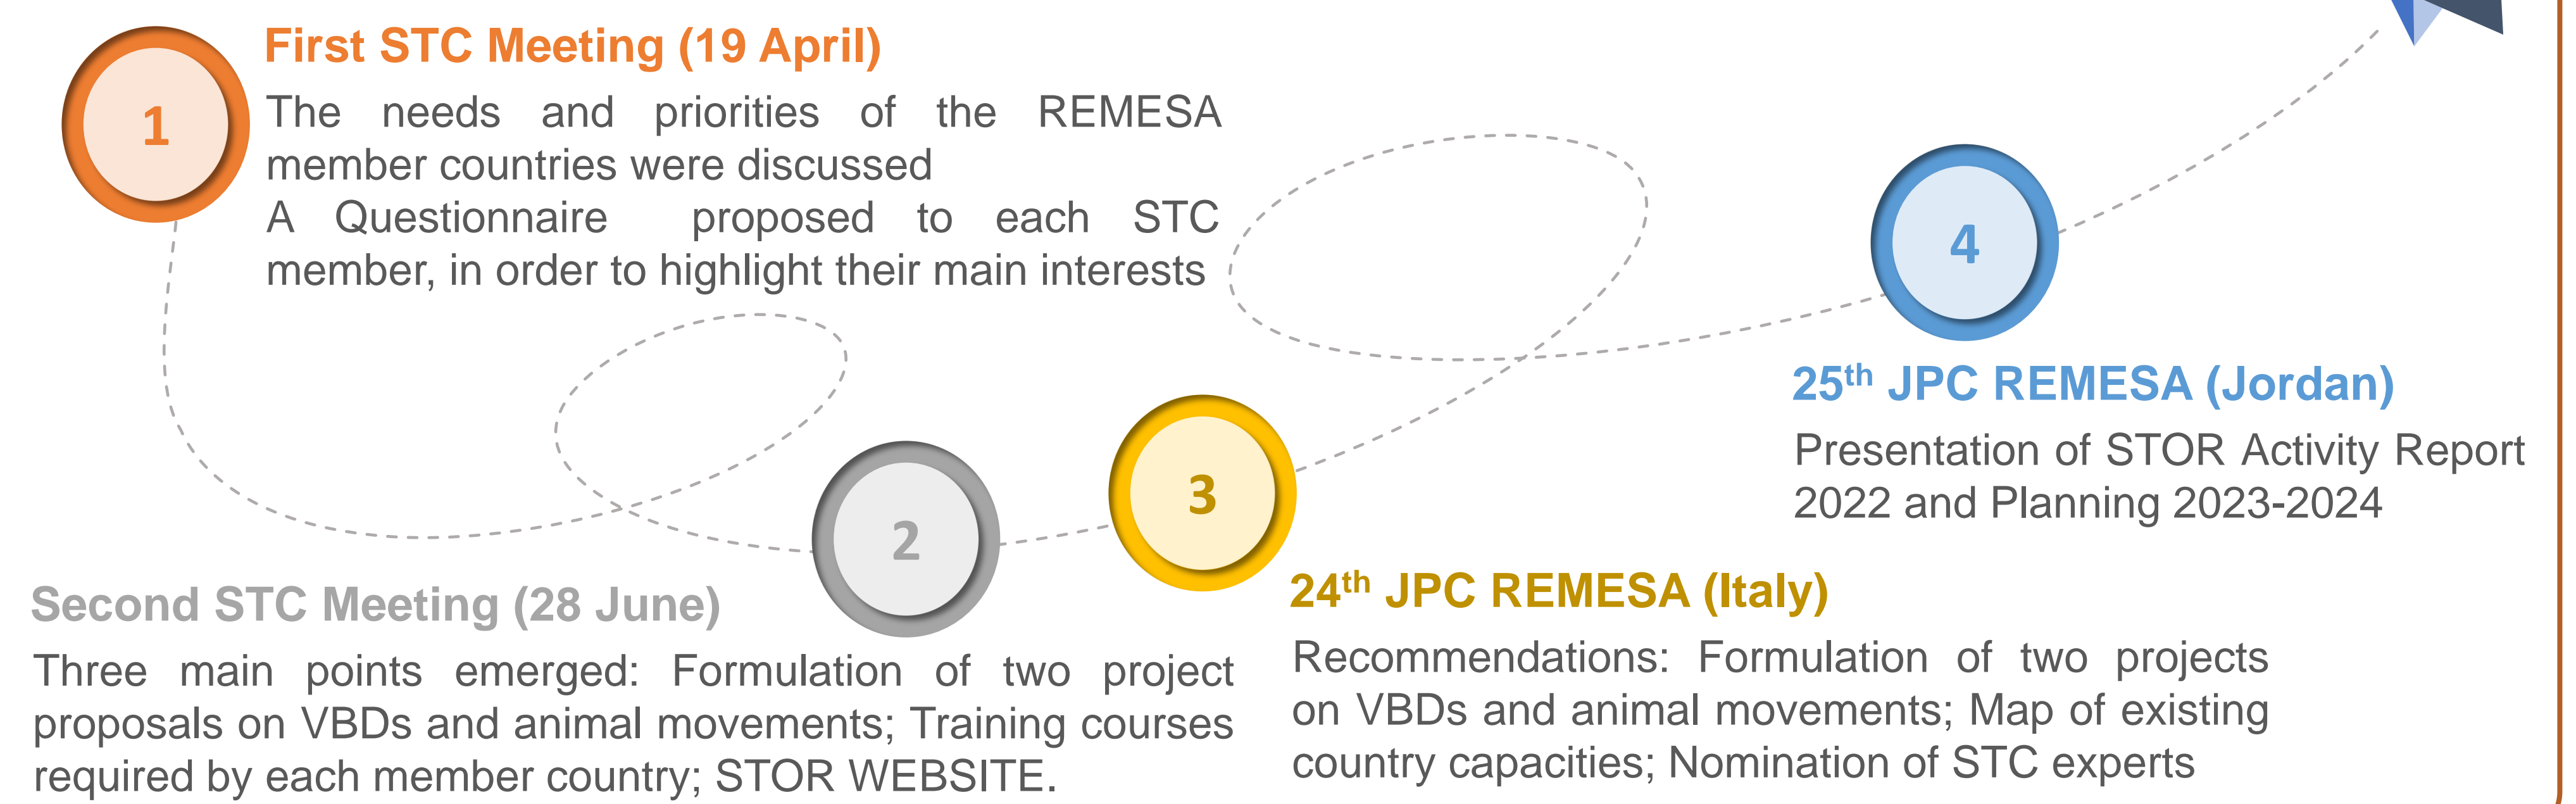 1
First STC Meeting (19 April)
The needs and priorities of the REMESA
member countries were discussed
A Questionnaire proposed to each STC
member, in order to highlight their main interests
2
Second STC Meeting (28 June)
Three main points emerged: Formulation of two project
proposals on VBDs and animal movements; Training courses
required by each member country; STOR WEBSITE.
3
24th JPC REMESA (Italy)
Recommendations: Formulation of two projects
on VBDs and animal movements; Map of existing
country capacities; Nomination of STC experts
4
25th JPC REMESA (Jordan)
Presentation of STOR Activity Report
2022 and Planning 2023-2024